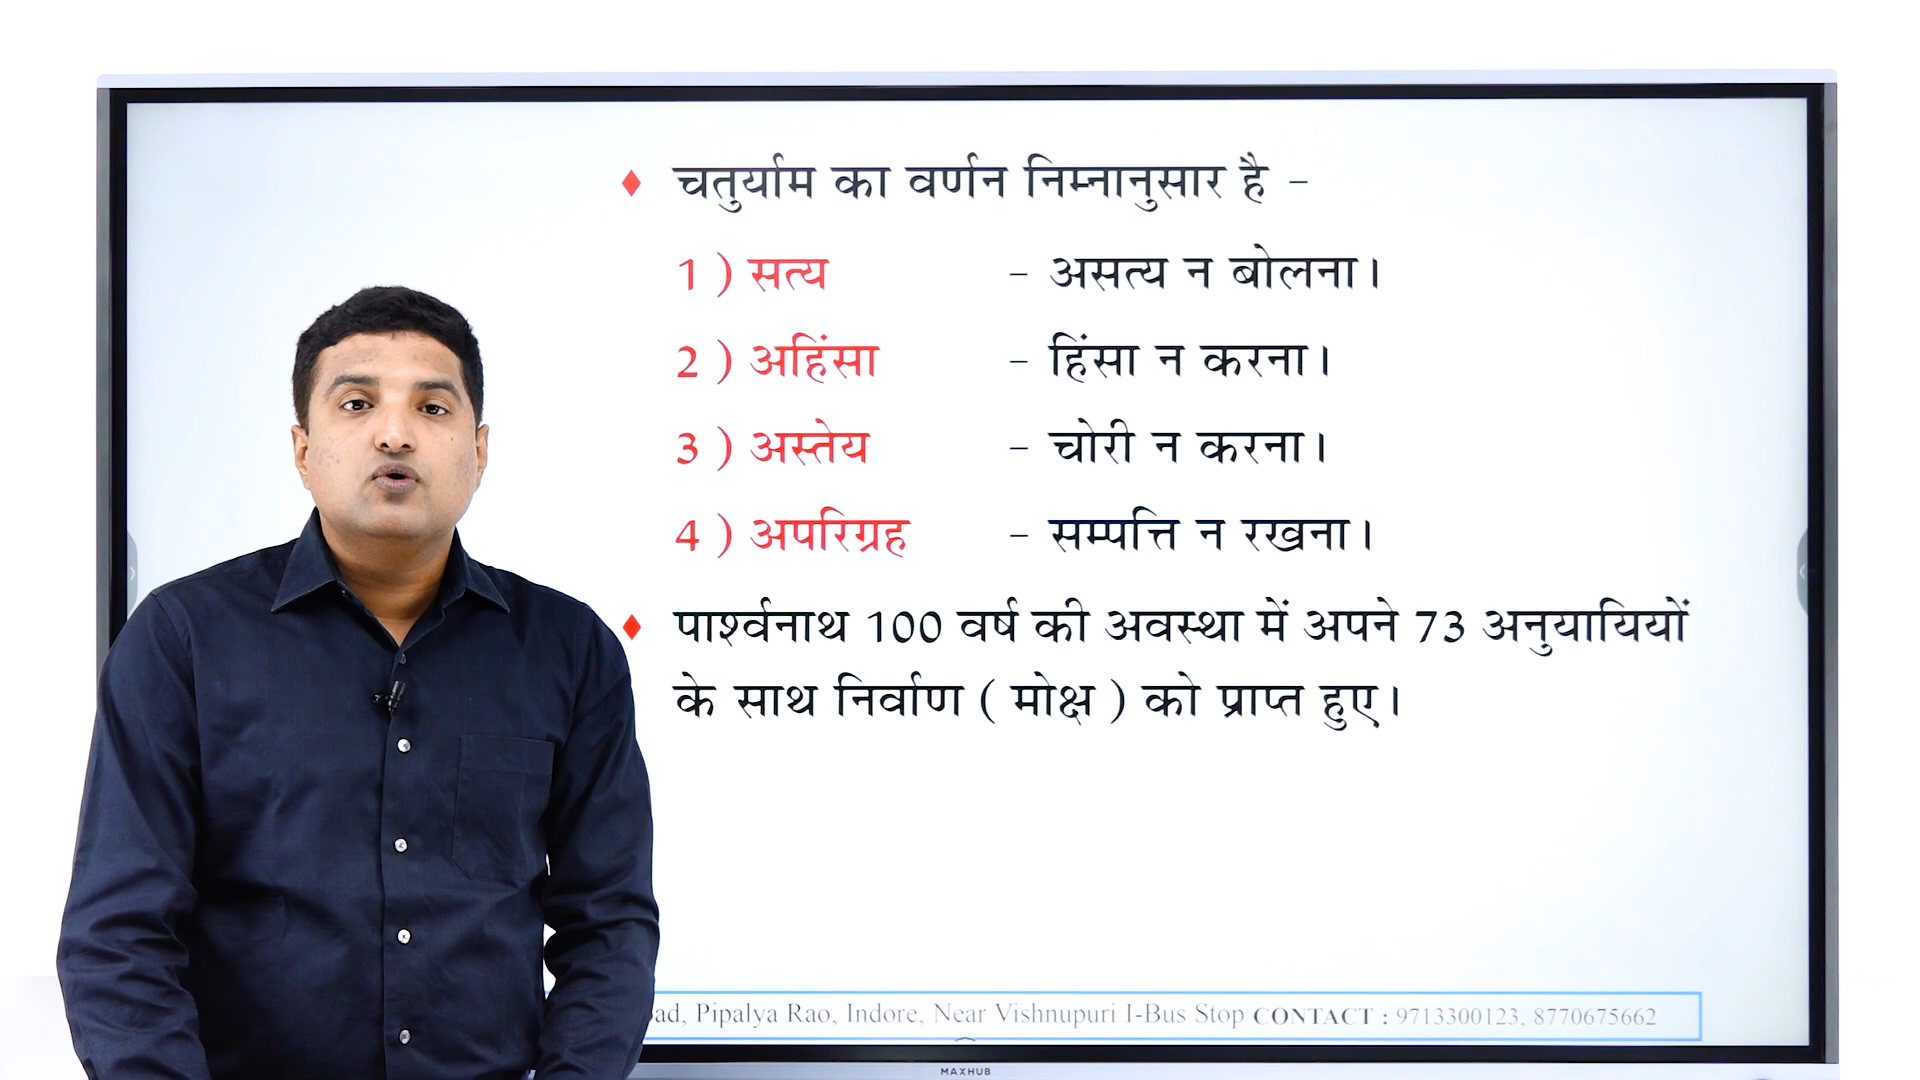 ♦ चतुर्याम का वर्णन निम्नानुसार है –
1 ) सत्य – असत्य न बोलना।
2 ) अहिंसा – हिंसा न करना।
3 ) अस्तेय – चोरी न करना।
4 ) अपरिग्रह – सम्पत्ति न रखना।
♦ पार्श्वनाथ 100 वर्ष की अवस्था में अपने 73 अनुयायियों
के साथ निर्वाण ( मोक्ष ) को प्राप्त हुए।
Pipalya Rao, Indore, Near Vishnupuri I-Bus Stop CONTACT : 9713300123, 8770675662
MAXHUB